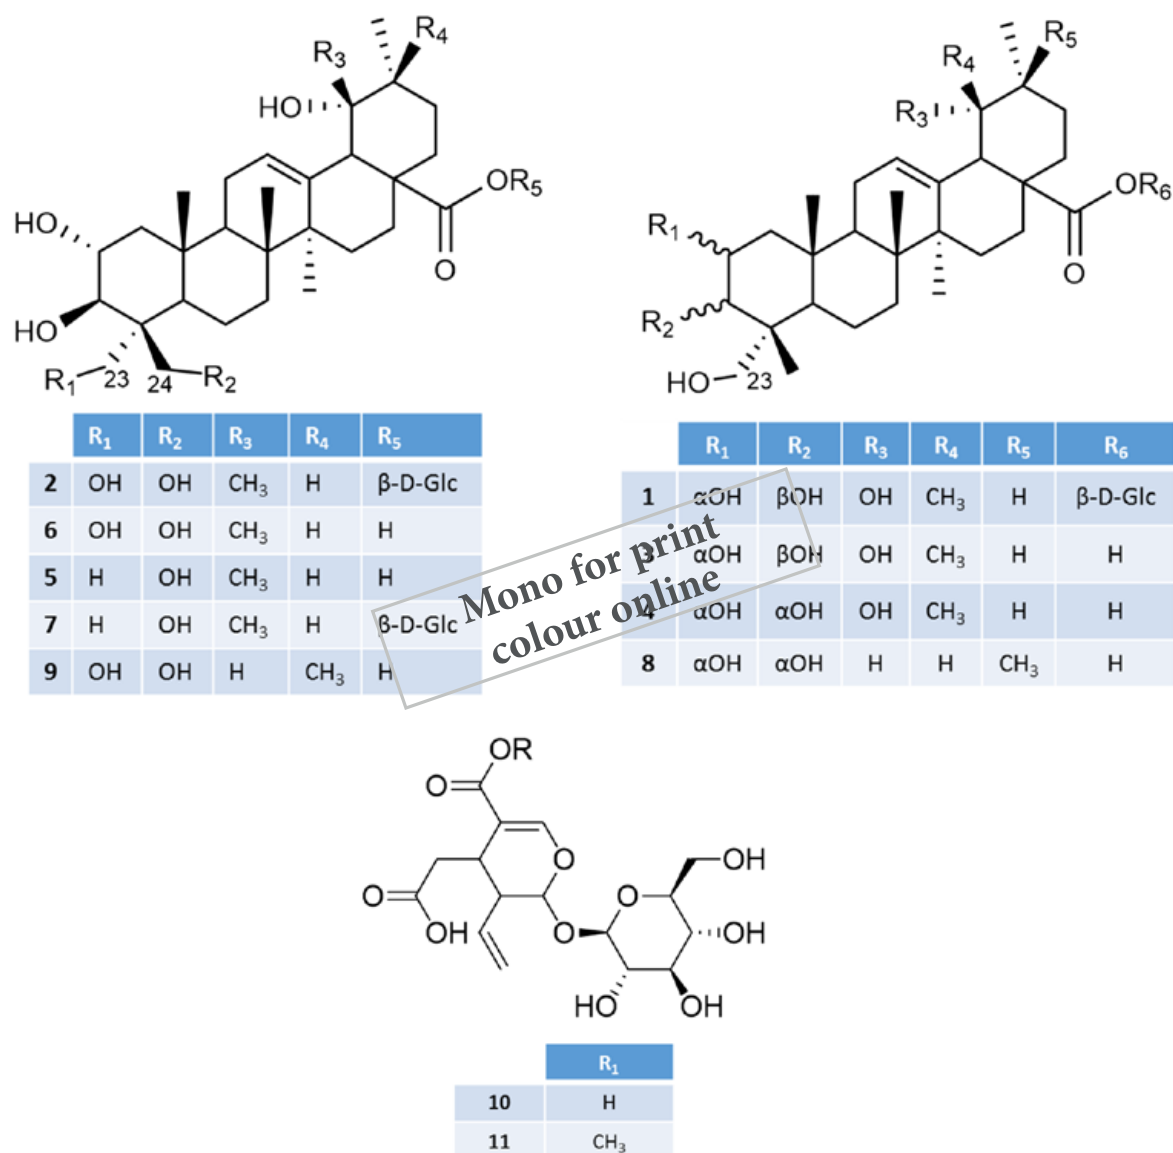 R₃ R₄
HO
OR₅
O
HO
HO
R₁ 23 24 R₂
R₁ R₂ R₃ R₄ R₅
2 OH OH CH₃ H β-D-Glc
6 OH OH CH₃ H H
5 H OH CH₃ H H
7 H OH CH₃ H β-D-Glc
9 OH OH H CH₃ H
R₄ R₅
R₃
OR₆
O
R₁
R₂
HO 23
R₁ R₂ R₃ R₄ R₅ R₆
1 αOH βOH OH CH₃ H β-D-Glc
3 αOH βOH OH CH₃ H H
4 αOH αOH OH CH₃ H H
8 αOH αOH H H CH₃ H
Mono for print
colour online
OR
O
O
O
OH
O
OH
O
OH
HO OH
R₁
10 H
11 CH₃